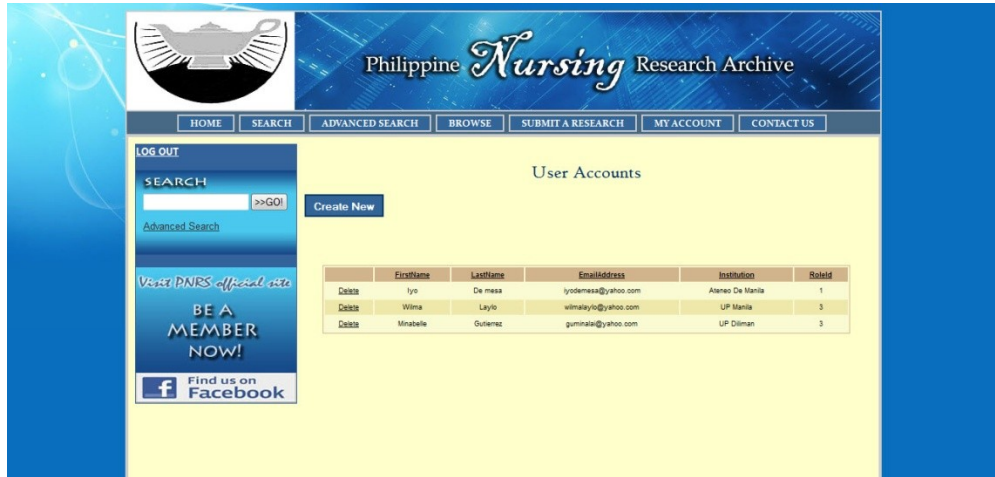 Philippine Nursing Research Archive
HOME SEARCH ADVANCED SEARCH BROWSE SUBMIT A RESEARCH MY ACCOUNT CONTACT US
LOG OUT
SEARCH
>>GO!
Advanced Search
Visit PNRS official site
BE A
MEMBER
NOW!
Find us on
Facebook
User Accounts
Create New
FirstName LastName EmailAddress Institution RoleId
Delete Iyo De mesa iyodemesa@yahoo.com Ateneo De Manila 1
Delete Wilma Laylo wilmalaylo@yahoo.com UP Manila 3
Delete Minabelle Gutierrez guminalai@yahoo.com UP Diliman 3